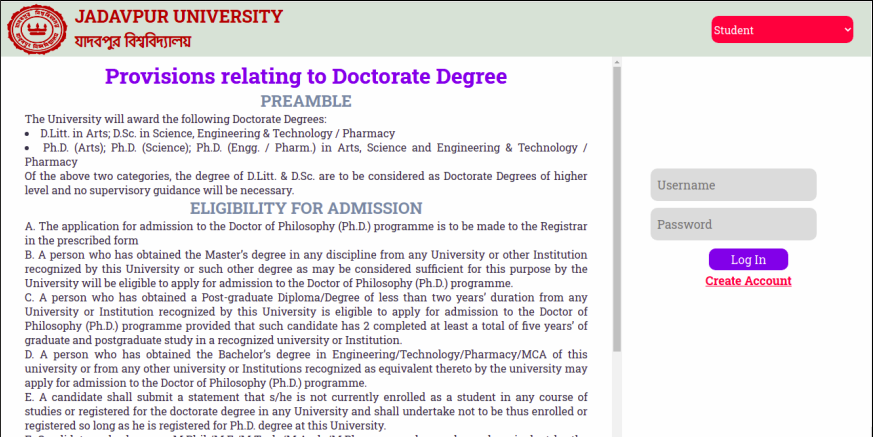 JADAVPUR UNIVERSITY
যাদবপুর বিশ্ববিদ্যালয়
Student
Provisions relating to Doctorate Degree
PREAMBLE
The University will award the following Doctorate Degrees:
• D.Litt. in Arts; D.Sc. in Science, Engineering & Technology / Pharmacy
• Ph.D. (Arts); Ph.D. (Science); Ph.D. (Engg. / Pharm.) in Arts, Science and Engineering & Technology /
Pharmacy
Of the above two categories, the degree of D.Litt. & D.Sc. are to be considered as Doctorate Degrees of higher
level and no supervisory guidance will be necessary.
ELIGIBILITY FOR ADMISSION
A. The application for admission to the Doctor of Philosophy (Ph.D.) programme is to be made to the Registrar
in the prescribed form
B. A person who has obtained the Master's degree in any discipline from any University or other Institution
recognized by this University or such other degree as may be considered sufficient for this purpose by the
University will be eligible to apply for admission to the Doctor of Philosophy (Ph.D.) programme.
C. A person who has obtained a Post-graduate Diploma/Degree of less than two years' duration from any
University or Institution recognized by this University is eligible to apply for admission to the Doctor of
Philosophy (Ph.D.) programme provided that such candidate has 2 completed at least a total of five years' of
graduate and postgraduate study in a recognized university or Institution.
D. A person who has obtained the Bachelor's degree in Engineering/Technology/Pharmacy/MCA of this
university or from any other university or Institutions recognized as equivalent thereto by the university may
apply for admission to the Doctor of Philosophy (Ph.D.) programme.
E. A candidate shall submit a statement that s/he is not currently enrolled as a student in any course of
studies or registered for the doctorate degree in any University and shall undertake not to be thus enrolled or
registered so long as he is registered for Ph.D. degree at this University.
Username
Password
Log In
Create Account